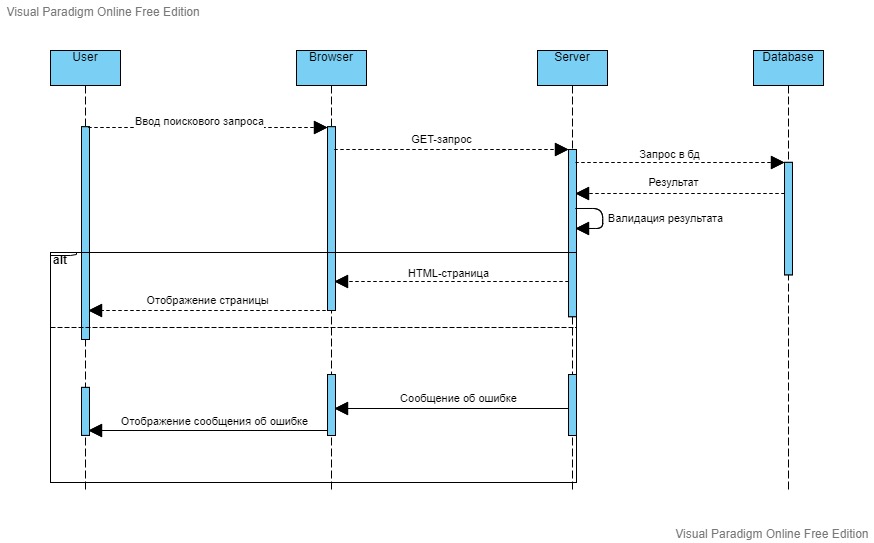 Visual Paradigm Online Free Edition
User
Browser
Server
Database
Ввод поискового запроса
GET-запрос
Запрос в бд
Результат
Валидация результата
alt
HTML-страница
Отображение страницы
Сообщение об ошибке
Отображение сообщения об ошибке
Visual Paradigm Online Free Edition